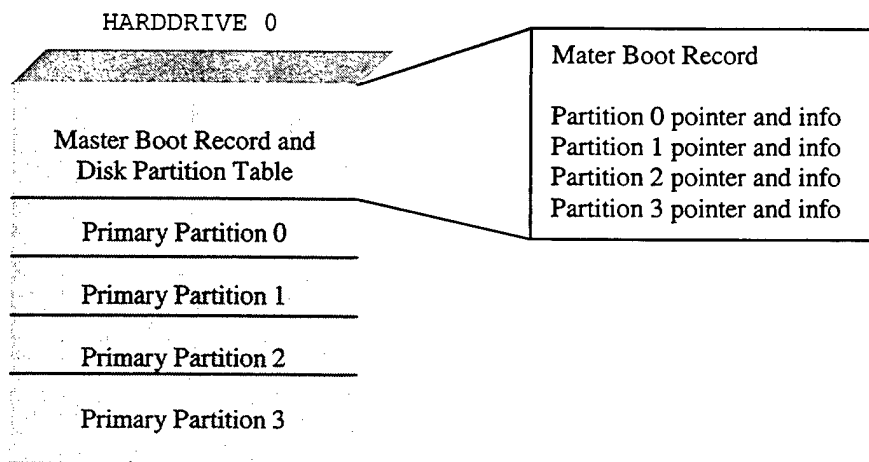 HARDDRIVE 0
Master Boot Record and
Disk Partition Table
Primary Partition 0
Primary Partition 1
Primary Partition 2
Primary Partition 3
Mater Boot Record
Partition 0 pointer and info
Partition 1 pointer and info
Partition 2 pointer and info
Partition 3 pointer and info